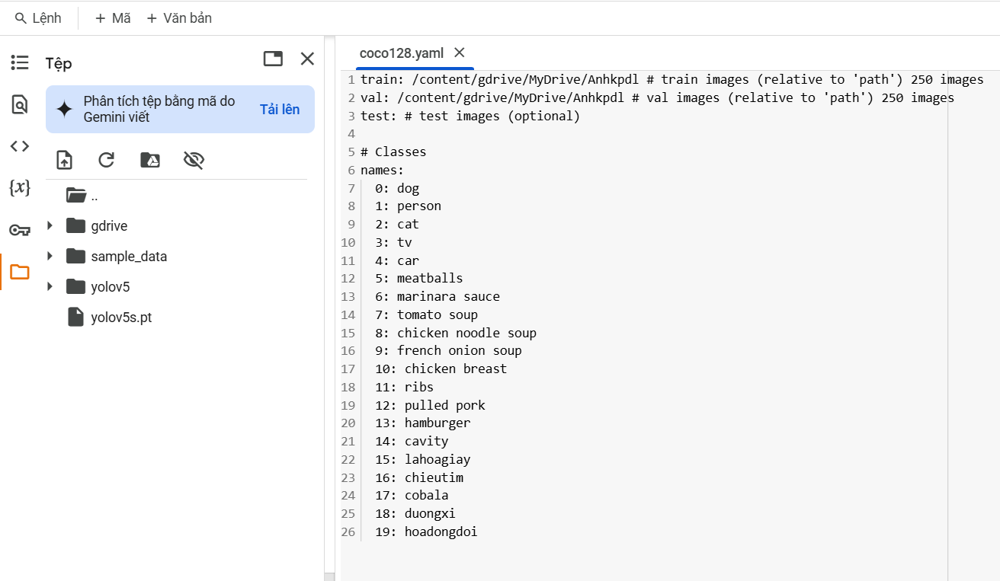 Lệnh
+ Mã
+ Văn bản
Tệp
Phân tích tệp bằng mã do
Gemini viết
Tải lên
..
gdrive
sample_data
yolov5
yolov5s.pt
{x}
coco128.yaml
1 train: /content/gdrive/MyDrive/Anhkpdl # train images (relative to 'path') 250 images
2 val: /content/gdrive/MyDrive/Anhkpdl # val images (relative to 'path') 250 images
3 test: # test images (optional)
4
5 # Classes
6 names:
7 0: dog
8 1: person
9 2: cat
10 3: tv
11 4: car
12 5: meatballs
13 6: marinara sauce
14 7: tomato soup
15 8: chicken noodle soup
16 9: french onion soup
17 10: chicken breast
18 11: ribs
19 12: pulled pork
20 13: hamburger
21 14: cavity
22 15: lahoagiay
23 16: chieutim
24 17: cobala
25 18: duongxi
26 19: hoadongdoi